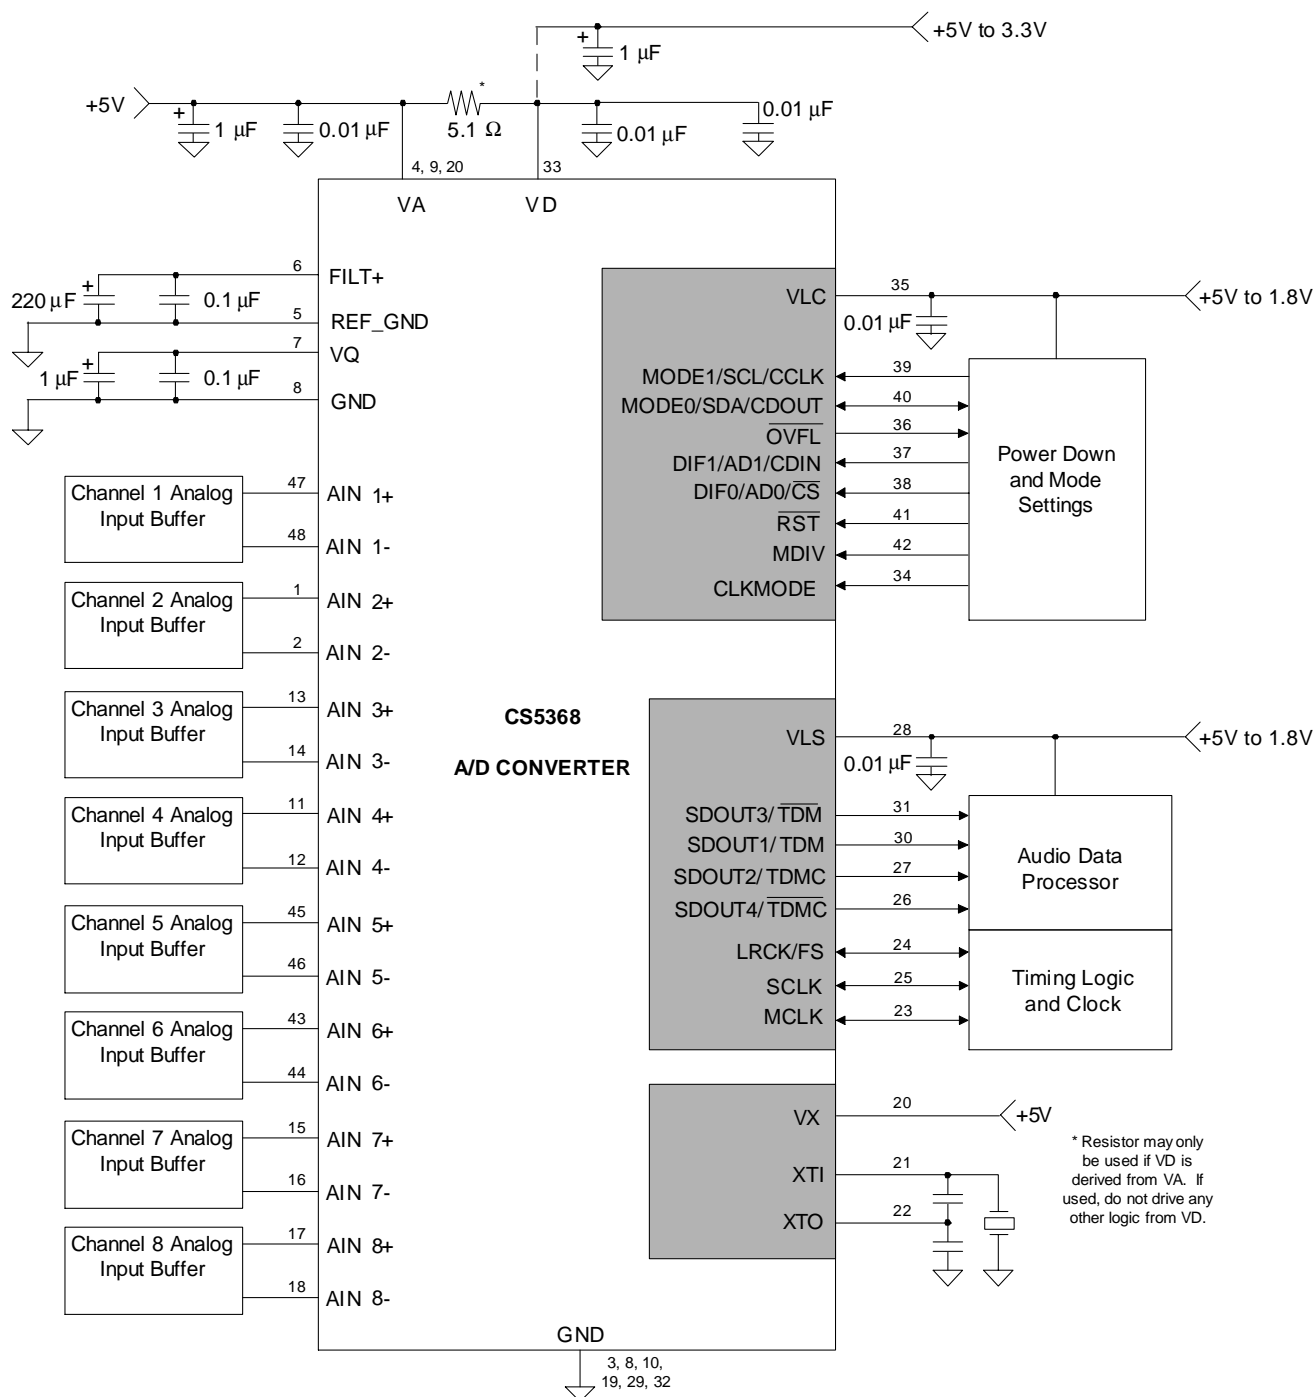 +5V to 3.3V
+
1 µF
+5V
+
1 µF
0.01 µF
*
5.1 Ω
0.01 µF
0.01 µF
4, 9, 20
33
VA
VD
6
FILT+
220 µF
+
0.1 µF
5
REF_GND
7
VQ
1 µF
+
0.1 µF
8
GND
VLC
35
+5V to 1.8V
0.01 µF
MODE1/SCL/CCLK
39
MODE0/SDA/CDOUT
40
OVFL
36
DIF1/AD1/CDIN
37
DIF0/AD0/CS
38
RST
41
MDIV
42
CLKMODE
34
Power Down
and Mode
Settings
Channel 1 Analog
Input Buffer
47
AIN 1+
48
AIN 1-
Channel 2 Analog
Input Buffer
1
AIN 2+
2
AIN 2-
Channel 3 Analog
Input Buffer
13
AIN 3+
14
AIN 3-
Channel 4 Analog
Input Buffer
11
AIN 4+
12
AIN 4-
Channel 5 Analog
Input Buffer
45
AIN 5+
46
AIN 5-
Channel 6 Analog
Input Buffer
43
AIN 6+
44
AIN 6-
Channel 7 Analog
Input Buffer
15
AIN 7+
16
AIN 7-
Channel 8 Analog
Input Buffer
17
AIN 8+
18
AIN 8-
CS5368
A/D CONVERTER
VLS
28
+5V to 1.8V
0.01 µF
SDOUT3/ TDM
31
SDOUT1/ TDM
30
SDOUT2/ TDMC
27
SDOUT4/ TDMC
26
Audio Data
Processor
LRCK/FS
24
SCLK
25
MCLK
23
Timing Logic
and Clock
VX
20
+5V
XTI
21
XTO
22
* Resistor may only
be used if VD is
derived from VA. If
used, do not drive any
other logic from VD.
GND
3, 8, 10,
19, 29, 32